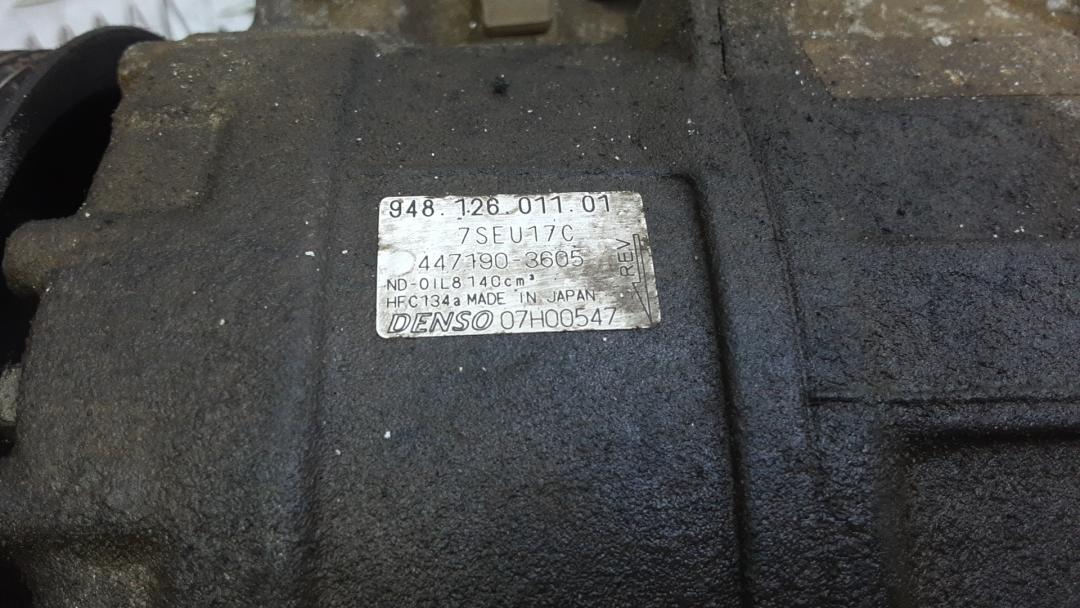 948.126.011.01
7SEU17C
447190-3605
ND-OIL8 140cm³
HFC134a MADE IN JAPAN
DENSO 07H00547
REV